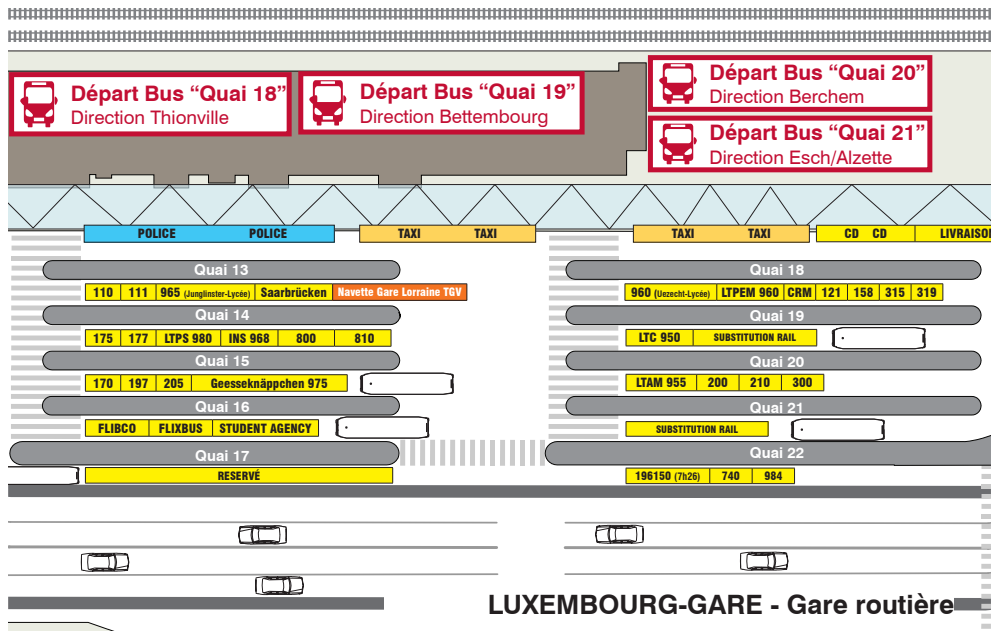 Départ Bus “Quai 18”
Direction Thionville
Départ Bus “Quai 19”
Direction Bettembourg
Départ Bus “Quai 20”
Direction Berchem
Départ Bus “Quai 21”
Direction Esch/Alzette
POLICE POLICE TAXI TAXI TAXI TAXI CD CD LIVRAISON
Quai 13
110 111 965 (Junglinster-Lycée) Saarbrücken Navette Gare Lorraine TGV
Quai 14
175 177 LTPS 980 INS 968 800 810
Quai 15
170 197 205 Geesseknäppchen 975
Quai 16
FLIBCO FLIXBUS STUDENT AGENCY
Quai 17
RESERVÉ
Quai 18
960 (Uezecht-Lycée) LTPEM 960 CRM 121 158 315 319
Quai 19
LTC 950 SUBSTITUTION RAIL
Quai 20
LTAM 955 200 210 300
Quai 21
SUBSTITUTION RAIL
Quai 22
196150 (7h26) 740 984
LUXEMBOURG-GARE - Gare routière